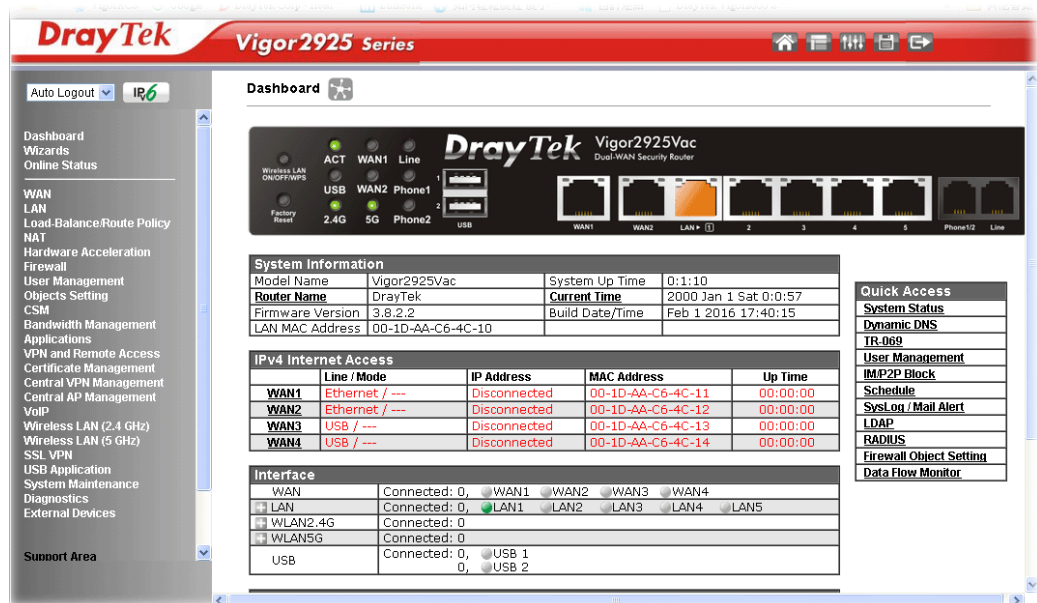 DrayTek
Vigor2925 Series
Auto Logout
IPv6
Dashboard
Wizards
Online Status
WAN
LAN
Load-Balance/Route Policy
NAT
Hardware Acceleration
Firewall
User Management
Objects Setting
CSM
Bandwidth Management
Applications
VPN and Remote Access
Certificate Management
Central VPN Management
Central AP Management
VoIP
Wireless LAN (2.4 GHz)
Wireless LAN (5 GHz)
SSL VPN
USB Application
System Maintenance
Diagnostics
External Devices
Support Area
Dashboard
Wireless LAN
ON/OFF/WPS
Factory
Reset
ACT WAN1 Line
USB WAN2 Phone1
2.4G 5G Phone2
1
2
USB
DrayTek
Vigor2925Vac
Dual-WAN Security Router
WAN1 WAN2 LAN 1 2 3 4 5 Phone1/2 Line
System Information
Model Name Vigor2925Vac System Up Time 0:1:10
Router Name DrayTek Current Time 2000 Jan 1 Sat 0:0:57
Firmware Version 3.8.2.2 Build Date/Time Feb 1 2016 17:40:15
LAN MAC Address 00-1D-AA-C6-4C-10
IPv4 Internet Access
Line / Mode IP Address MAC Address Up Time
WAN1 Ethernet / --- Disconnected 00-1D-AA-C6-4C-11 00:00:00
WAN2 Ethernet / --- Disconnected 00-1D-AA-C6-4C-12 00:00:00
WAN3 USB / --- Disconnected 00-1D-AA-C6-4C-13 00:00:00
WAN4 USB / --- Disconnected 00-1D-AA-C6-4C-14 00:00:00
Interface
WAN Connected: 0, WAN1 WAN2 WAN3 WAN4
LAN Connected: 0, LAN1 LAN2 LAN3 LAN4 LAN5
WLAN2.4G Connected: 0
WLAN5G Connected: 0
USB Connected: 0, USB 1
0, USB 2
Quick Access
System Status
Dynamic DNS
TR-069
User Management
IM/P2P Block
Schedule
SysLog / Mail Alert
LDAP
RADIUS
Firewall Object Setting
Data Flow Monitor